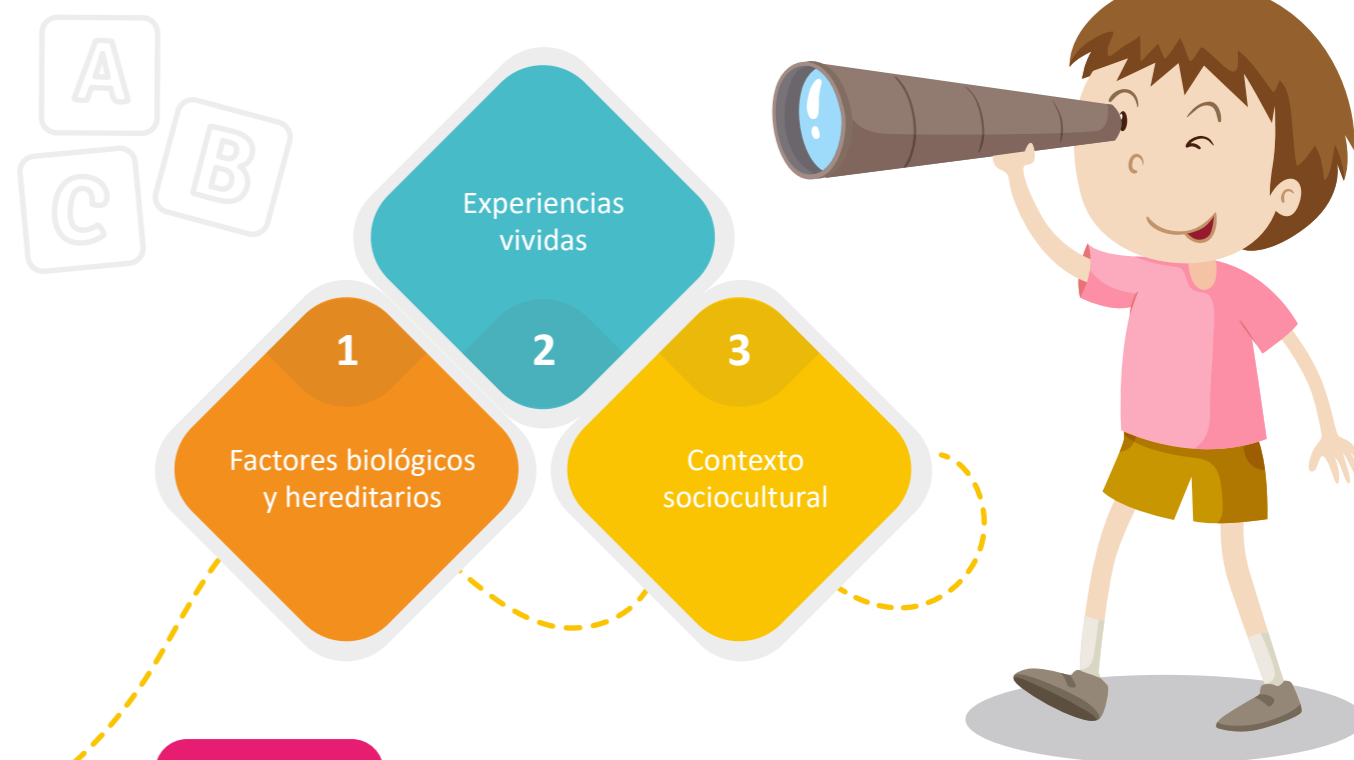 A
B
C
Experiencias
vividas
1
2
3
Factores biológicos
y hereditarios
Contexto
sociocultural